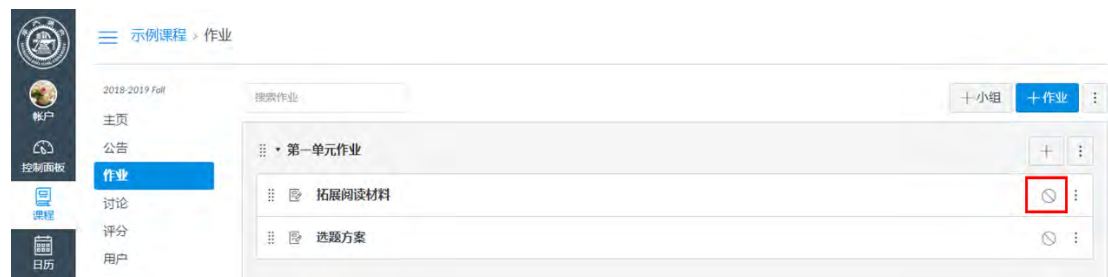 示例课程 › 作业
2018-2019 Fall
搜索作业
+小组
+作业
帐户
主页
公告
第一单元作业
控制面板
作业
拓展阅读材料
课程
讨论
评分
选题方案
日历
用户